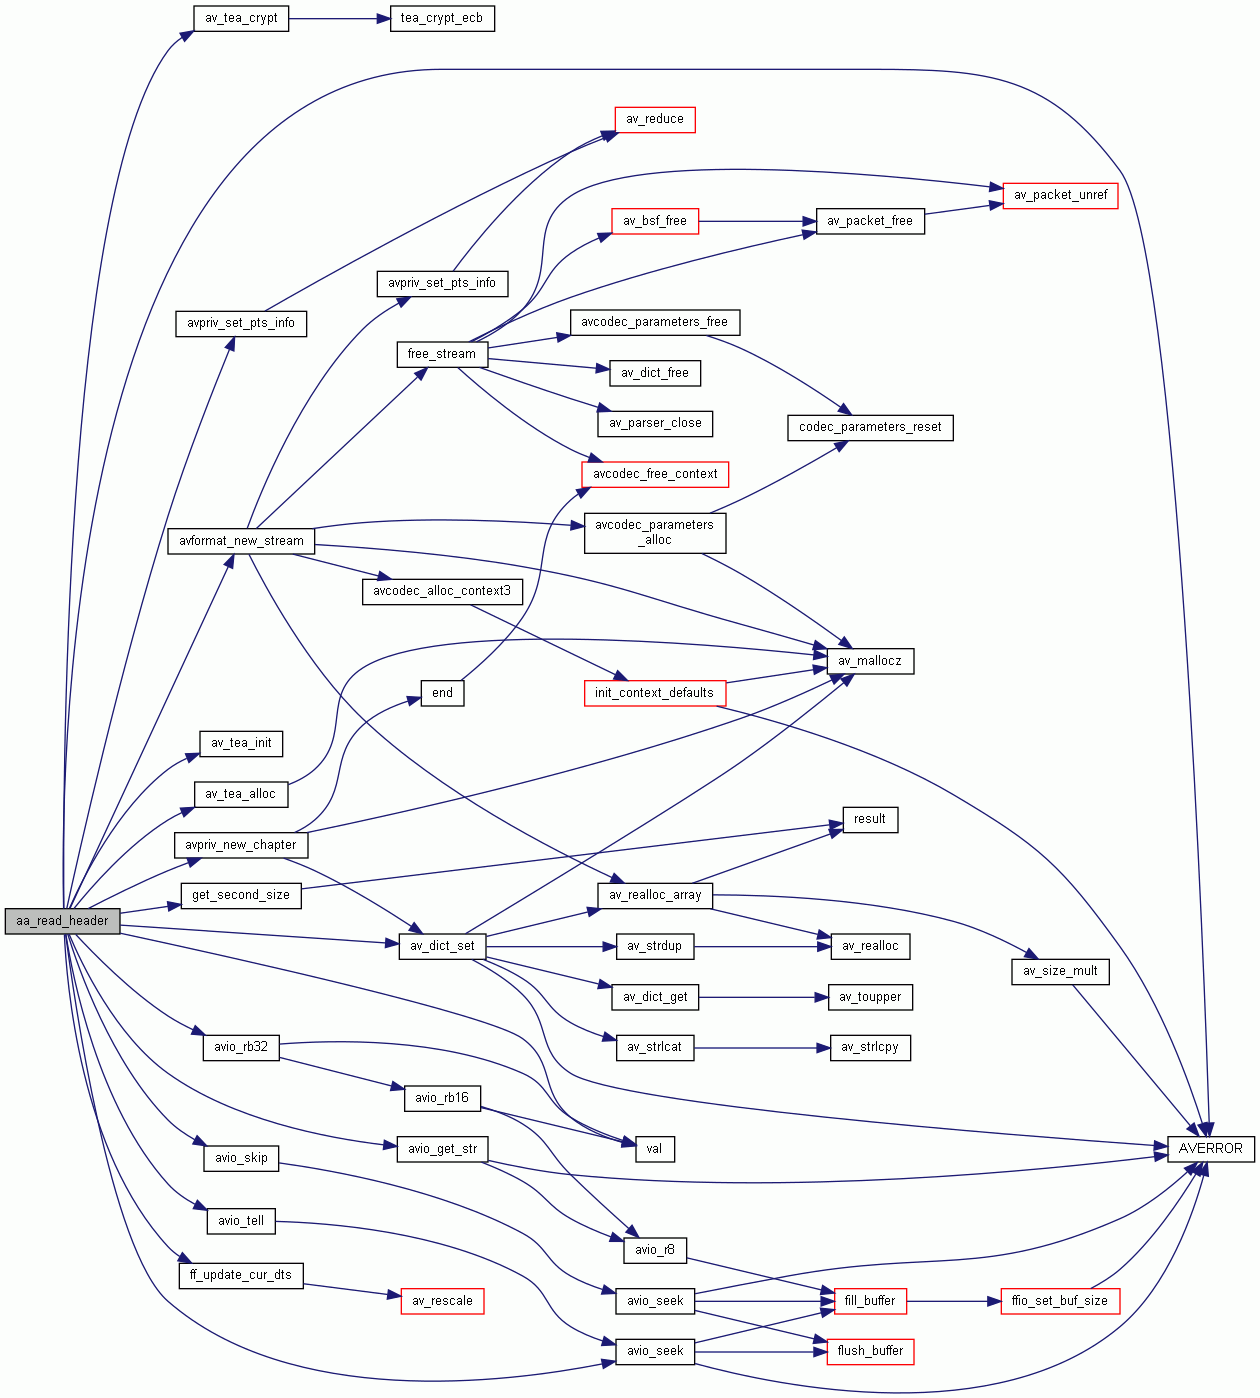 av_tea_crypt
tea_crypt_ecb
av_reduce
av_packet_unref
av_bsf_free
av_packet_free
avpriv_set_pts_info
avpriv_set_pts_info
avcodec_parameters_free
free_stream
av_dict_free
av_parser_close
codec_parameters_reset
avcodec_free_context
avcodec_parameters
_alloc
avformat_new_stream
avcodec_alloc_context3
av_mallocz
end
init_context_defaults
av_tea_init
av_tea_alloc
result
avpriv_new_chapter
get_second_size
av_realloc_array
aa_read_header
av_dict_set
av_strdup
av_realloc
av_size_mult
av_dict_get
av_toupper
avio_rb32
av_strlcat
av_strlcpy
avio_rb16
avio_get_str
val
AVERROR
avio_skip
avio_tell
avio_r8
ff_update_cur_dts
av_rescale
avio_seek
fill_buffer
ffio_set_buf_size
avio_seek
flush_buffer